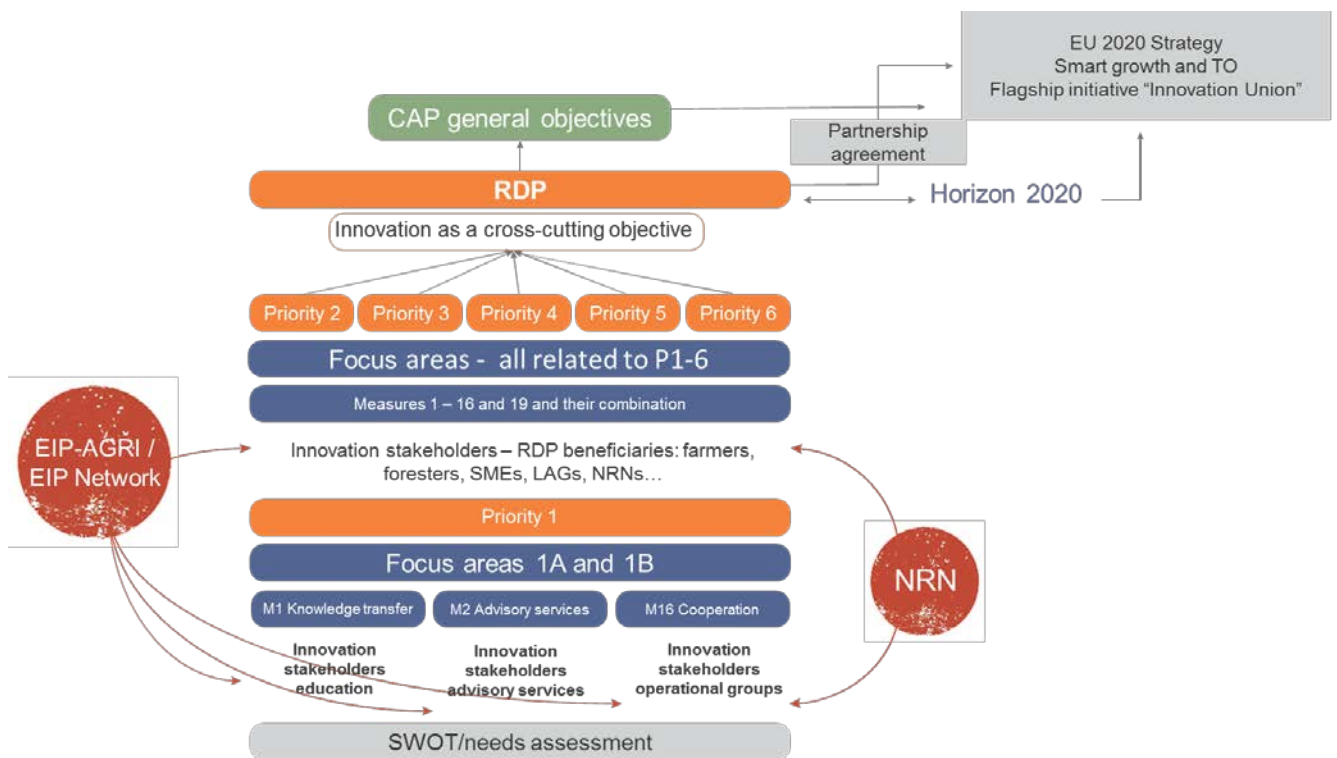 EU 2020 Strategy
Smart growth and TO
Flagship initiative "Innovation Union"
CAP general objectives
Partnership
agreement
RDP
Horizon 2020
Innovation as a cross-cutting objective
Priority 2
Priority 3
Priority 4
Priority 5
Priority 6
Focus areas - all related to P1-6
Measures 1 – 16 and 19 and their combination
EIP-AGRI /
EIP Network
Innovation stakeholders – RDP beneficiaries: farmers,
foresters, SMEs, LAGs, NRNs...
Priority 1
Focus areas 1A and 1B
NRN
M1 Knowledge transfer
M2 Advisory services
M16 Cooperation
Innovation
stakeholders
education
Innovation
stakeholders
advisory services
Innovation
stakeholders
operational groups
SWOT/needs assessment